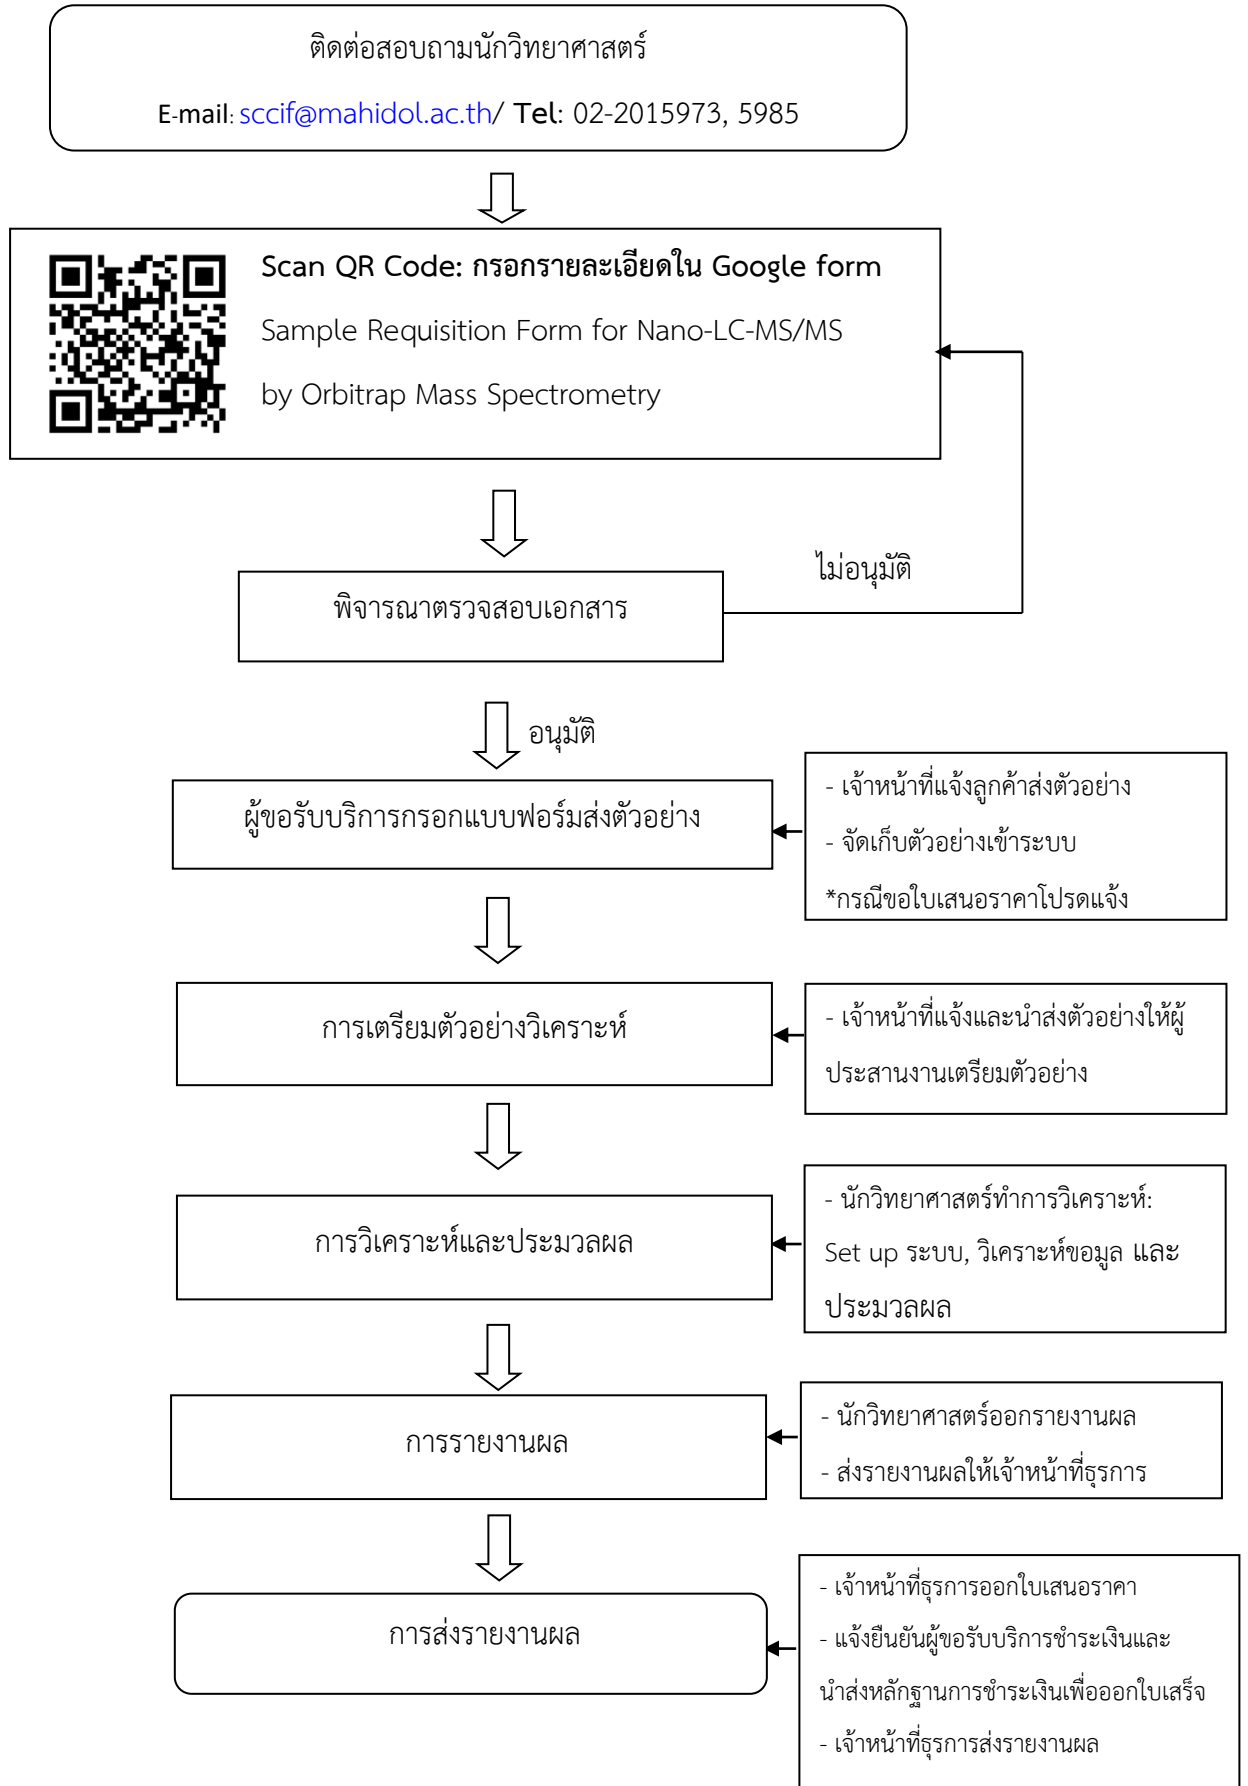 ติดต่อสอบถามนักวิทยาศาสตร์
E-mail: sccif@mahidol.ac.th/ Tel: 02-2015973, 5985
Scan QR Code: กรอกรายละเอียดใน Google form
Sample Requisition Form for Nano-LC-MS/MS
by Orbitrap Mass Spectrometry
ไม่อนุมัติ
พิจารณาตรวจสอบเอกสาร
อนุมัติ
ผู้ขอรับบริการกรอกแบบฟอร์มส่งตัวอย่าง
- เจ้าหน้าที่แจ้งลูกค้าส่งตัวอย่าง
- จัดเก็บตัวอย่างเข้าระบบ
*กรณีขอใบเสนอราคาโปรดแจ้ง
การเตรียมตัวอย่างวิเคราะห์
- เจ้าหน้าที่แจ้งและนำส่งตัวอย่างให้ผู้
ประสานงานเตรียมตัวอย่าง
การวิเคราะห์และประมวลผล
- นักวิทยาศาสตร์ทำการวิเคราะห์:
Set up ระบบ, วิเคราะห์ขอมูล และ
ประมวลผล
การรายงานผล
- นักวิทยาศาสตร์ออกรายงานผล
- ส่งรายงานผลให้เจ้าหน้าที่ธุรการ
การส่งรายงานผล
- เจ้าหน้าที่ธุรการออกใบเสนอราคา
- แจ้งยืนยันผู้ขอรับบริการชำระเงินและ
นำส่งหลักฐานการชำระเงินเพื่อออกใบเสร็จ
- เจ้าหน้าที่ธุรการส่งรายงานผล